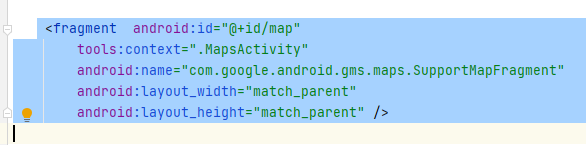 <fragment  android:id="@+id/map"
tools:context=".MapsActivity"
android:name="com.google.android.gms.maps.SupportMapFragment"
android:layout_width="match_parent"
android:layout_height="match_parent" />